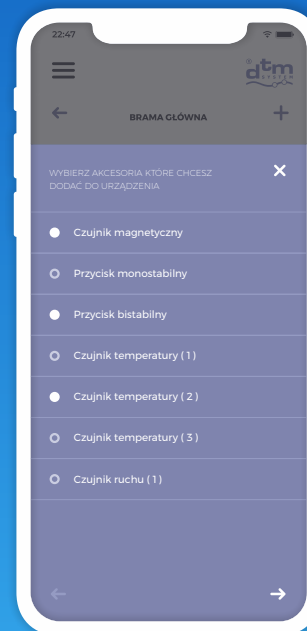 22:47
dtm
SYSTEM
BRAMA GŁÓWNA
WYBIERZ AKCESORIA KTÓRE CHCESZ
DODAĆ DO URZĄDZENIA
Czujnik magnetyczny
Przycisk monostabilny
Przycisk bistabilny
Czujnik temperatury ( 1 )
Czujnik temperatury ( 2 )
Czujnik temperatury ( 3 )
Czujnik ruchu ( 1 )